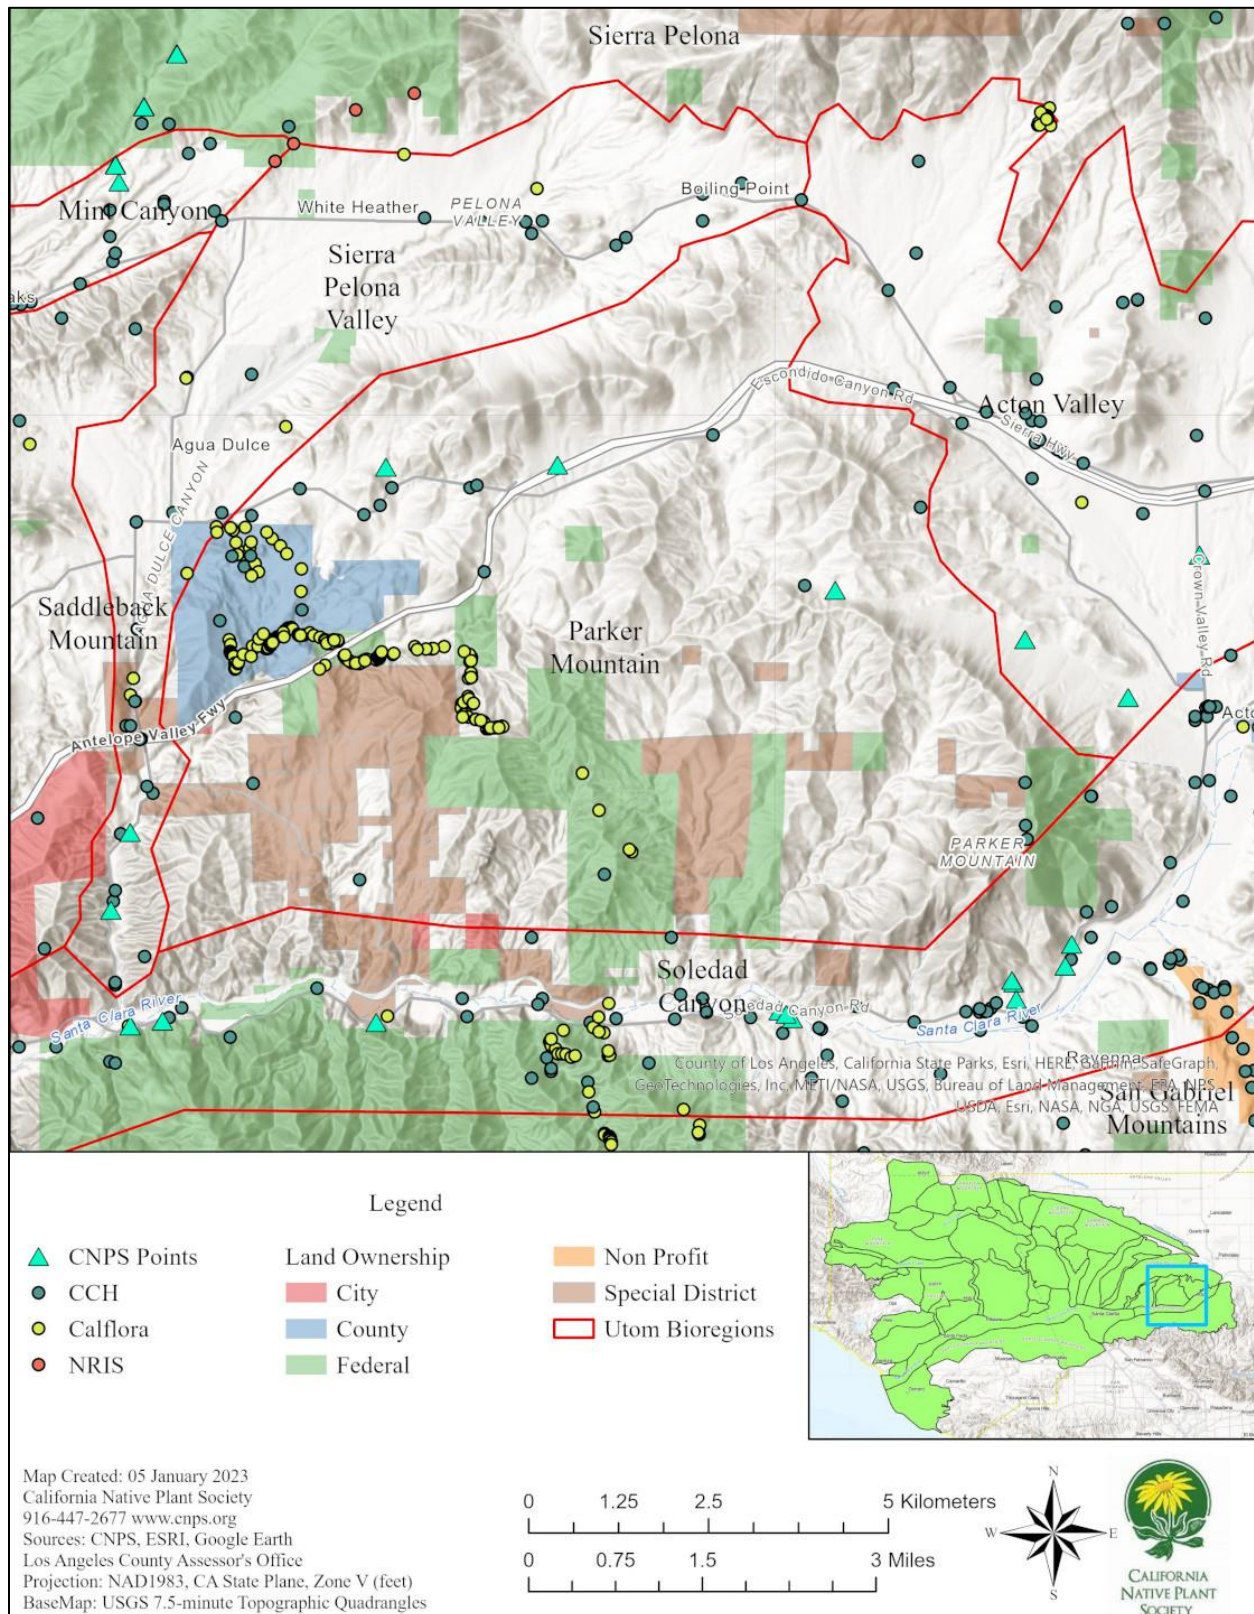 Sierra Pelona
Mint Canyon
White Heather
PELONA
VALLEY
Boiling Point
Sierra
Pelona
Valley
aks
Escondido Canyon Rd
Acton Valley
Sierra Hwy
Agua Dulce
AGUA DULCE CANYON
Crown Valley Rd
Saddleback
Mountain
Parker
Mountain
Acto
Antelope Valley Fwy
PARKER
MOUNTAIN
Soledad
Canyon
Soledad Canyon Rd
Santa Clara River
Santa Clara River
Ravenna
County of Los Angeles, California State Parks, Esri, HERE, Garmin, SafeGraph,
GeoTechnologies, Inc, METI/NASA, USGS, Bureau of Land Management, EPA, NPS,
USDA, Esri, NASA, NGA, USGS, FEMA
San Gabriel
Mountains
Legend
CNPS Points
CCH
Calflora
NRIS
Land Ownership
City
County
Federal
Non Profit
Special District
Utom Bioregions
Map Created: 05 January 2023
California Native Plant Society
916-447-2677 www.cnps.org
Sources: CNPS, ESRI, Google Earth
Los Angeles County Assessor's Office
Projection: NAD1983, CA State Plane, Zone V (feet)
BaseMap: USGS 7.5-minute Topographic Quadrangles
0 1.25 2.5 5 Kilometers
0 0.75 1.5 3 Miles
N
W E
S
CALIFORNIA
NATIVE PLANT
SOCIETY